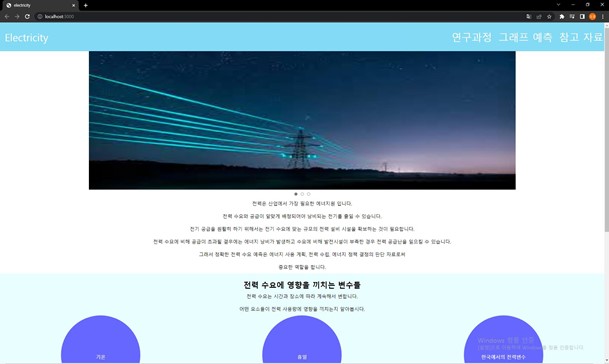 electricity
localhost:3000
Electricity
연구과정 그래프 예측 참고 자료
전력은 산업에서 가장 필요한 에너지원 입니다.
전력 수요와 공급이 알맞게 배정되어야 낭비되는 전기를 줄일 수 있습니다.
전기 공급을 원활히 하기 위해서는 전기 수요에 맞는 규모의 전력 설비 시설을 확보하는 것이 필요합니다.
전력 수요에 비해 공급이 초과될 경우에는 에너지 낭비가 발생하고 수요에 비해 발전시설이 부족한 경우 전력 공급난을 일으킬 수 있습니다.
그래서 정확한 전력 수요 예측은 에너지 사용 계획, 전력 수립, 에너지 정책 결정의 판단 자료로써
중요한 역할을 합니다.
전력 수요에 영향을 끼치는 변수들
전력 수요는 시간과 장소에 따라 계속해서 변합니다.
어떤 요소들이 전력 사용량에 영향을 끼치는지 알아봅시다.
기온
휴일
한국에서의 전력변수
Windows 정품 인증